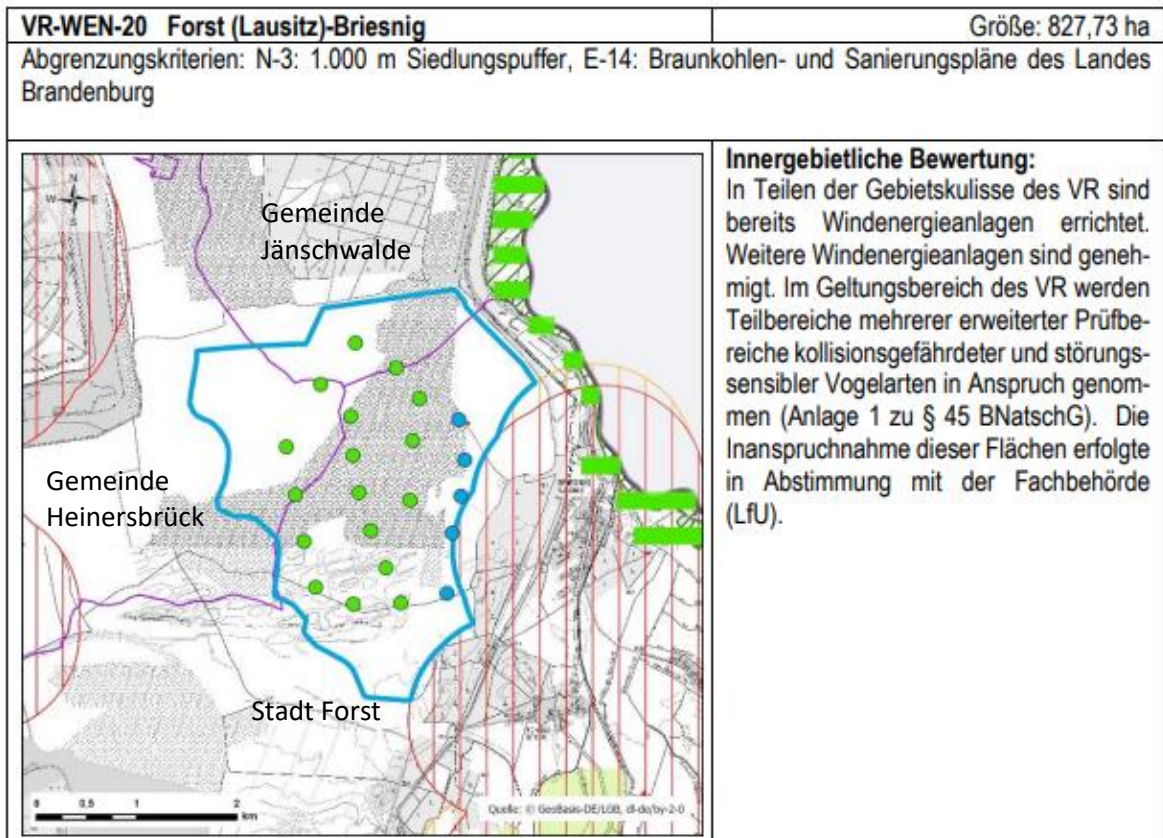 VR-WEN-20 Forst (Lausitz)-Briesnig
Größe: 827,73 ha
Abgrenzungskriterien: N-3: 1.000 m Siedlungspuffer, E-14: Braunkohlen- und Sanierungspläne des Landes
Brandenburg
N
W E
S
Gemeinde
Jänschwalde
Gemeinde
Heinersbrück
Stadt Forst
0 0,5 1 2
km
Quelle: © GeoBasis-DE/LGB, dl-de/by-2-0
Innergebietliche Bewertung:
In Teilen der Gebietskulisse des VR sind
bereits Windenergieanlagen errichtet.
Weitere Windenergieanlagen sind geneh-
migt. Im Geltungsbereich des VR werden
Teilbereiche mehrerer erweiterter Prüfbe-
reiche kollisionsgefährdeter und störungs-
sensibler Vogelarten in Anspruch genom-
men (Anlage 1 zu § 45 BNatschG). Die
Inanspruchnahme dieser Flächen erfolgte
in Abstimmung mit der Fachbehörde
(LfU).